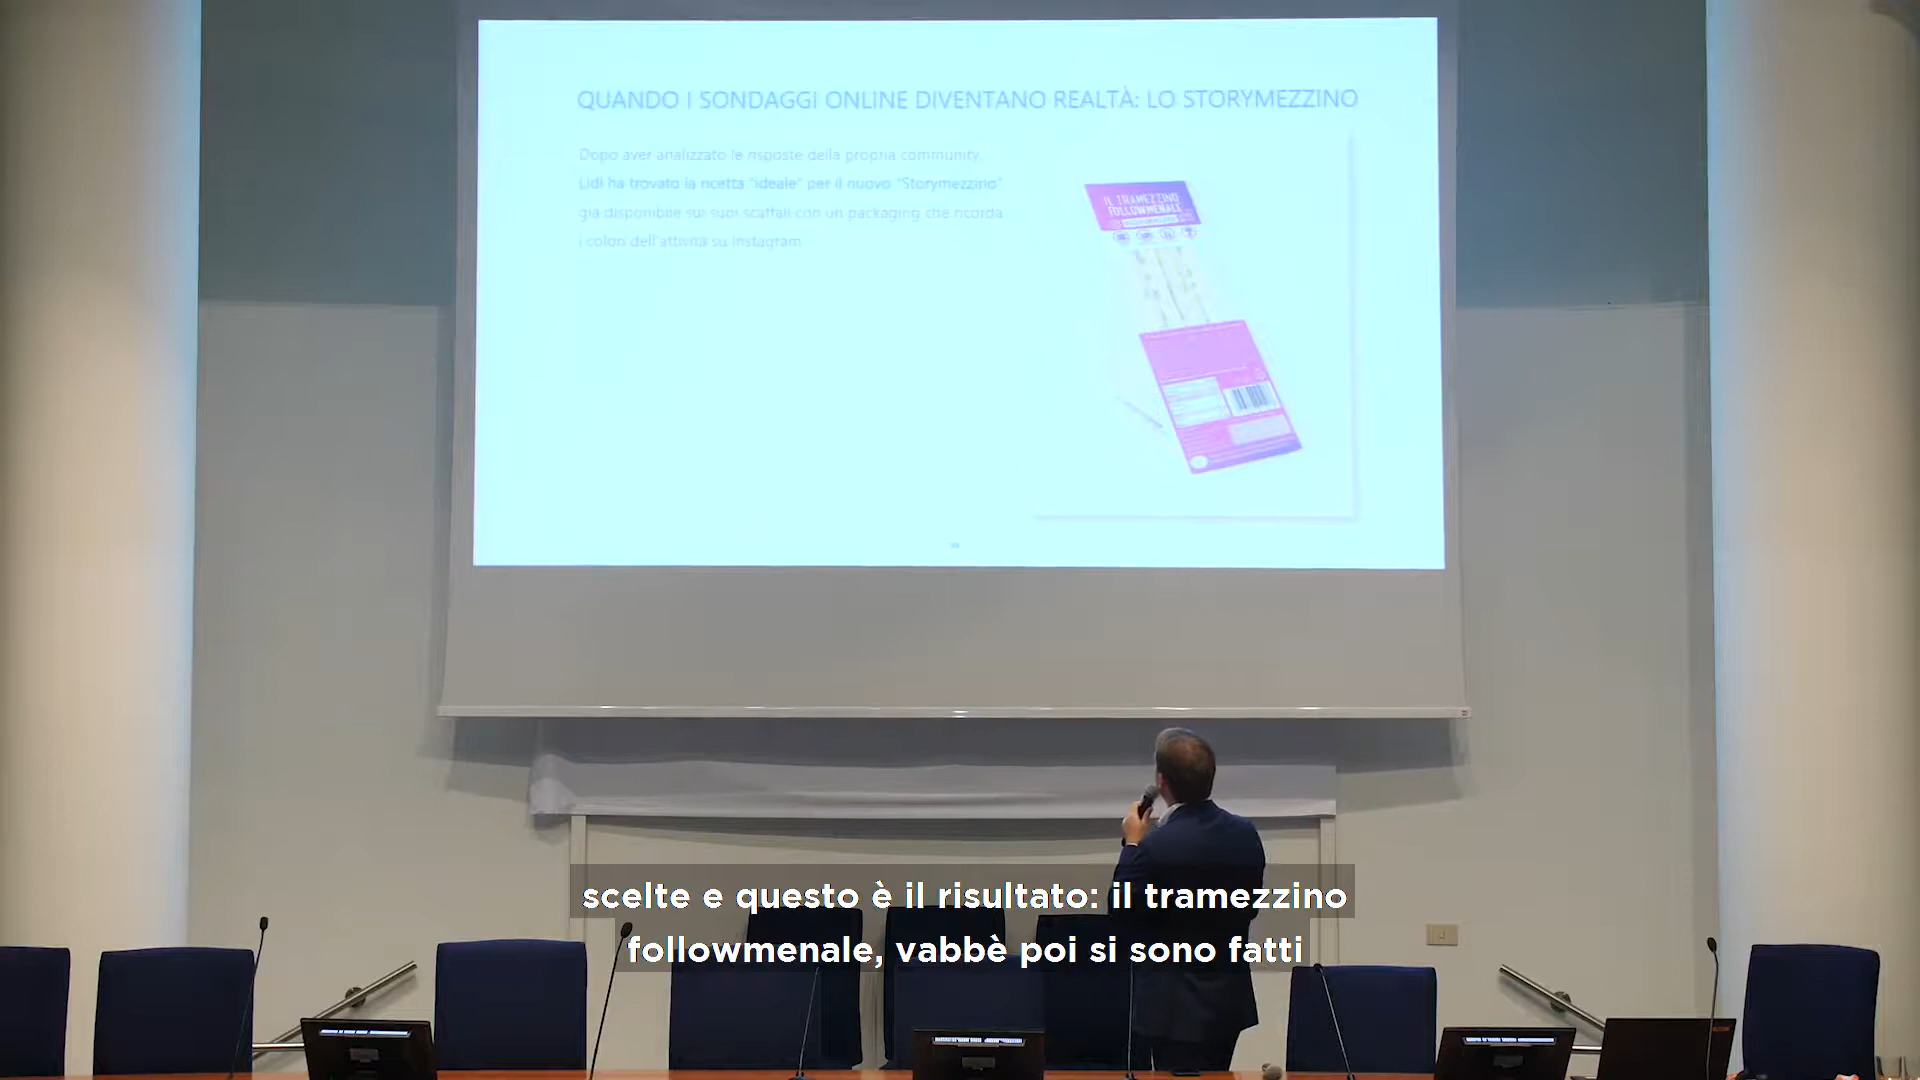 QUANDO I SONDAGGI ONLINE DIVENTANO REALTÀ: LO STORYMEZZINO
Dopo aver analizzato le risposte della propria community,
Lidl ha trovato la ricetta "ideale" per il nuovo "Storymezzino"
già disponibile sui suoi scaffali con un packaging che ricorda
i colori dell'attività su Instagram
IL TRAMEZZINO
FOLLOWMENALE
scelte e questo è il risultato: il tramezzino
followmenale, vabbè poi si sono fatti